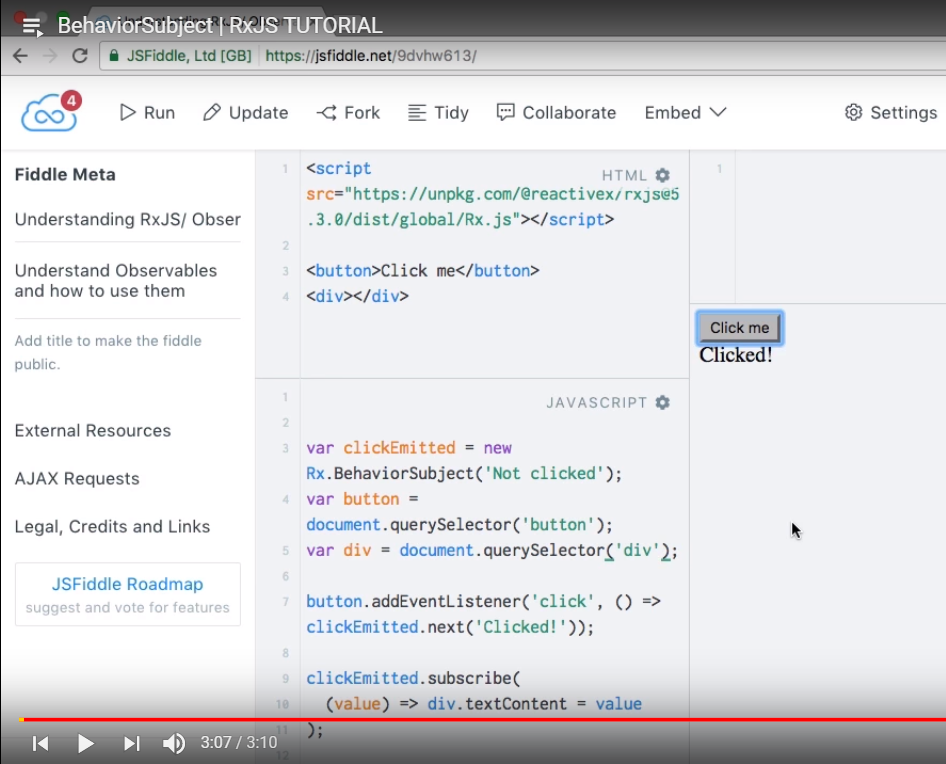 BehaviorSubject | RxJS TUTORIAL
JSFiddle, Ltd [GB] https://jsfiddle.net/9dvhw613/
4 Run Update Fork Tidy Collaborate Embed Settings
Fiddle Meta
Understanding RxJS/ Obser
Understand Observables
and how to use them
Add title to make the fiddle
public.
External Resources
AJAX Requests
Legal, Credits and Links
JSFiddle Roadmap
suggest and vote for features
HTML
1 <script
src="https://unpkg.com/@reactivex/rxjs@5
.3.0/dist/global/Rx.js"></script>
2
3 <button>Click me</button>
4 <div></div>
JAVASCRIPT
1
2
3 var clickEmitted = new
Rx.BehaviorSubject('Not clicked');
4 var button =
document.querySelector('button');
5 var div = document.querySelector('div');
6
7 button.addEventListener('click', () =>
clickEmitted.next('Clicked!'));
8
9 clickEmitted.subscribe(
10 (value) => div.textContent = value
11 );
12
1
Click me
Clicked!
3:07 / 3:10